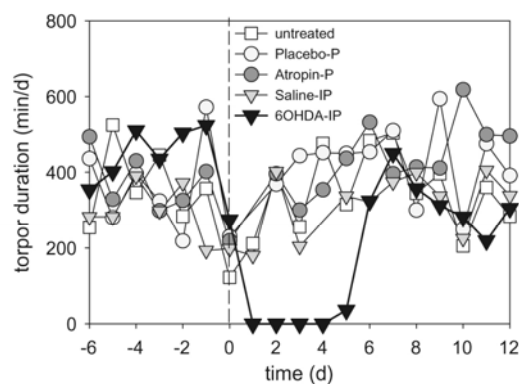 800
600
400
200
0
torpor duration (min/d)
untreated
Placebo-P
Atropin-P
Saline-IP
6OHDA-IP
-6 -4 -2 0 2 4 6 8 10 12
time (d)